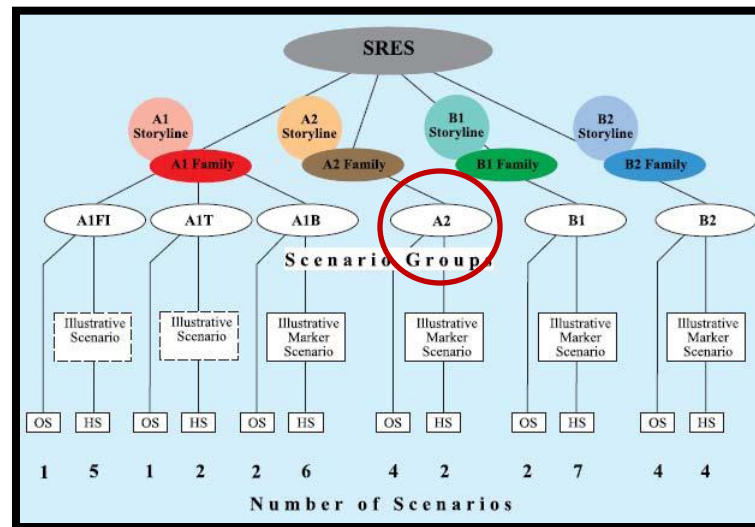 SRES
A1
Storyline
A2
Storyline
B1
Storyline
B2
Storyline
A1 Family
A2 Family
B1 Family
B2 Family
A1FI
A1T
A1B
A2
B1
B2
Scenario Groups
Illustrative
Scenario
Illustrative
Scenario
Illustrative
Marker
Scenario
Illustrative
Marker
Scenario
Illustrative
Marker
Scenario
Illustrative
Marker
Scenario
OS HS OS HS OS HS OS HS OS HS OS HS
1 5 1 2 2 6 4 2 2 7 4 4
Number of Scenarios